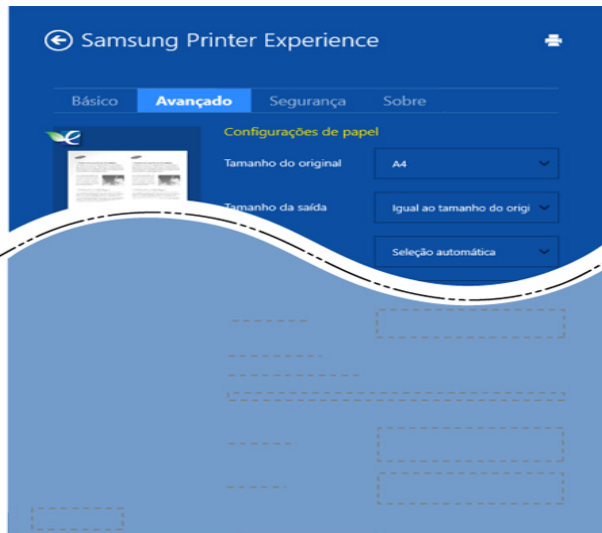 Samsung Printer Experience
Básico Avançado Segurança Sobre
Configurações de papel
Tamanho do original A4
Tamanho da saída Igual ao tamanho do origi
Seleção automática